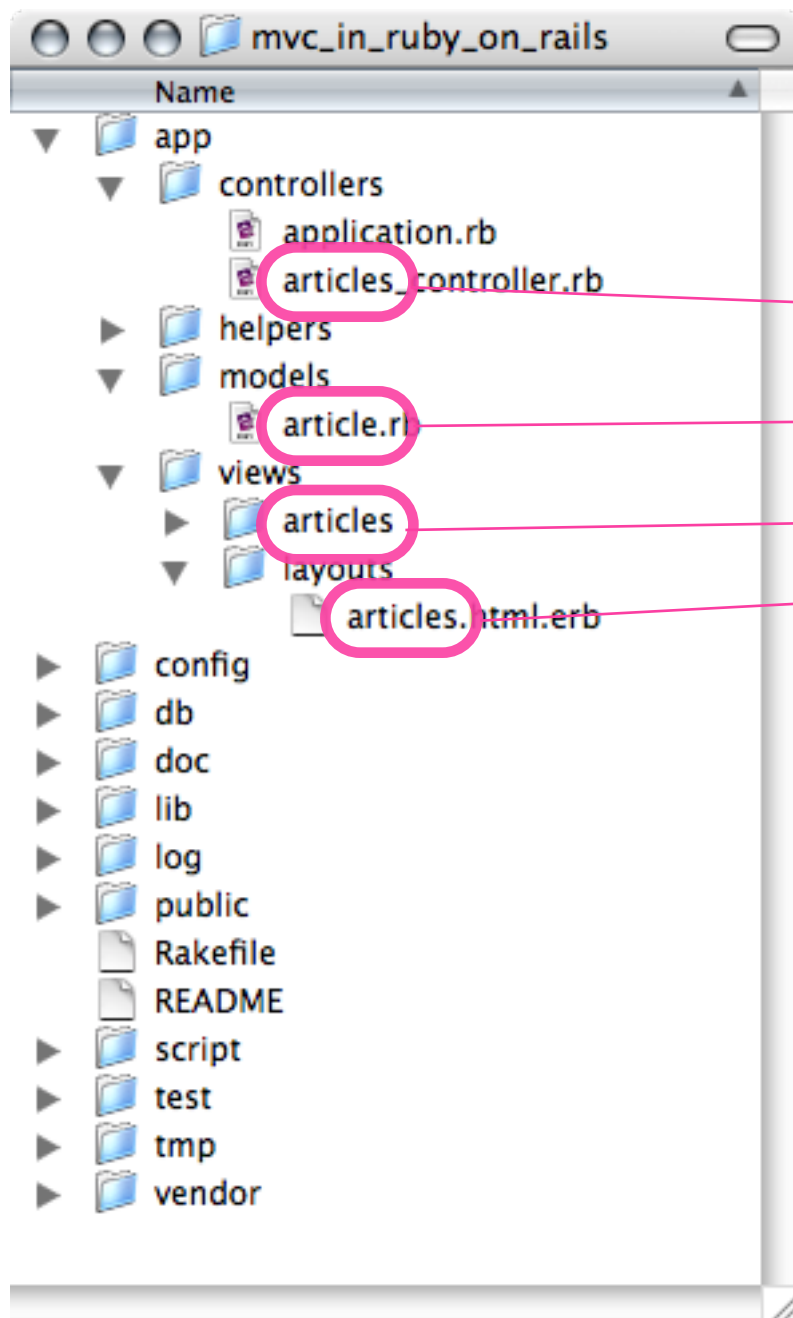 mvc_in_ruby_on_rails
Name
app
controllers
application.rb
articles_controller.rb
helpers
models
article.rb
views
articles
layouts
articles.html.erb
config
db
doc
lib
log
public
Rakefile
README
script
test
tmp
vendor